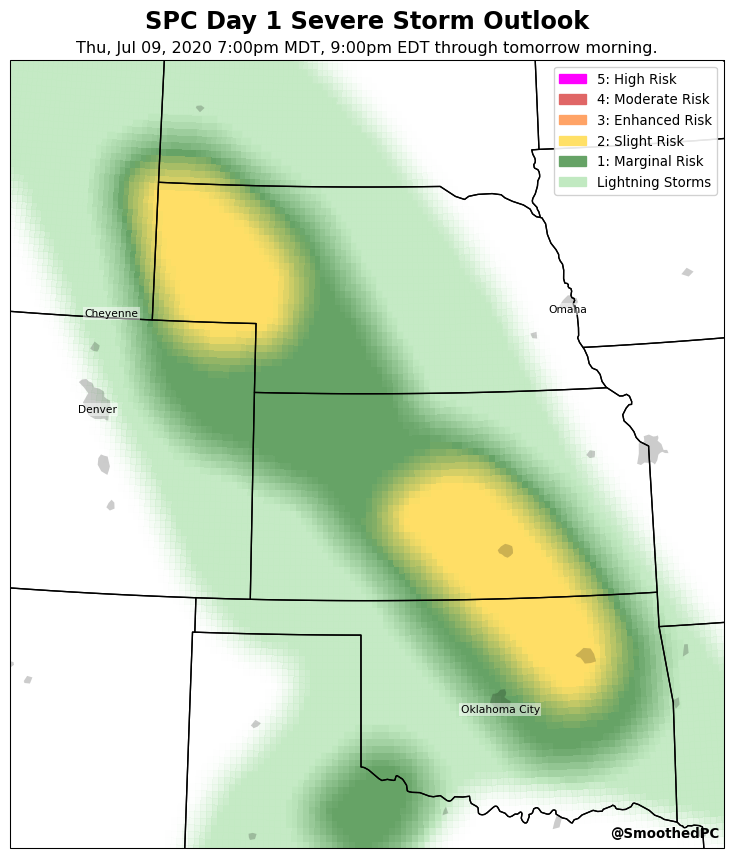 SPC Day 1 Severe Storm Outlook
Thu, Jul 09, 2020 7:00pm MDT, 9:00pm EDT through tomorrow morning.
5: High Risk
4: Moderate Risk
3: Enhanced Risk
2: Slight Risk
1: Marginal Risk
Lightning Storms
Cheyenne
Omaha
Denver
Oklahoma City
@SmoothedPC